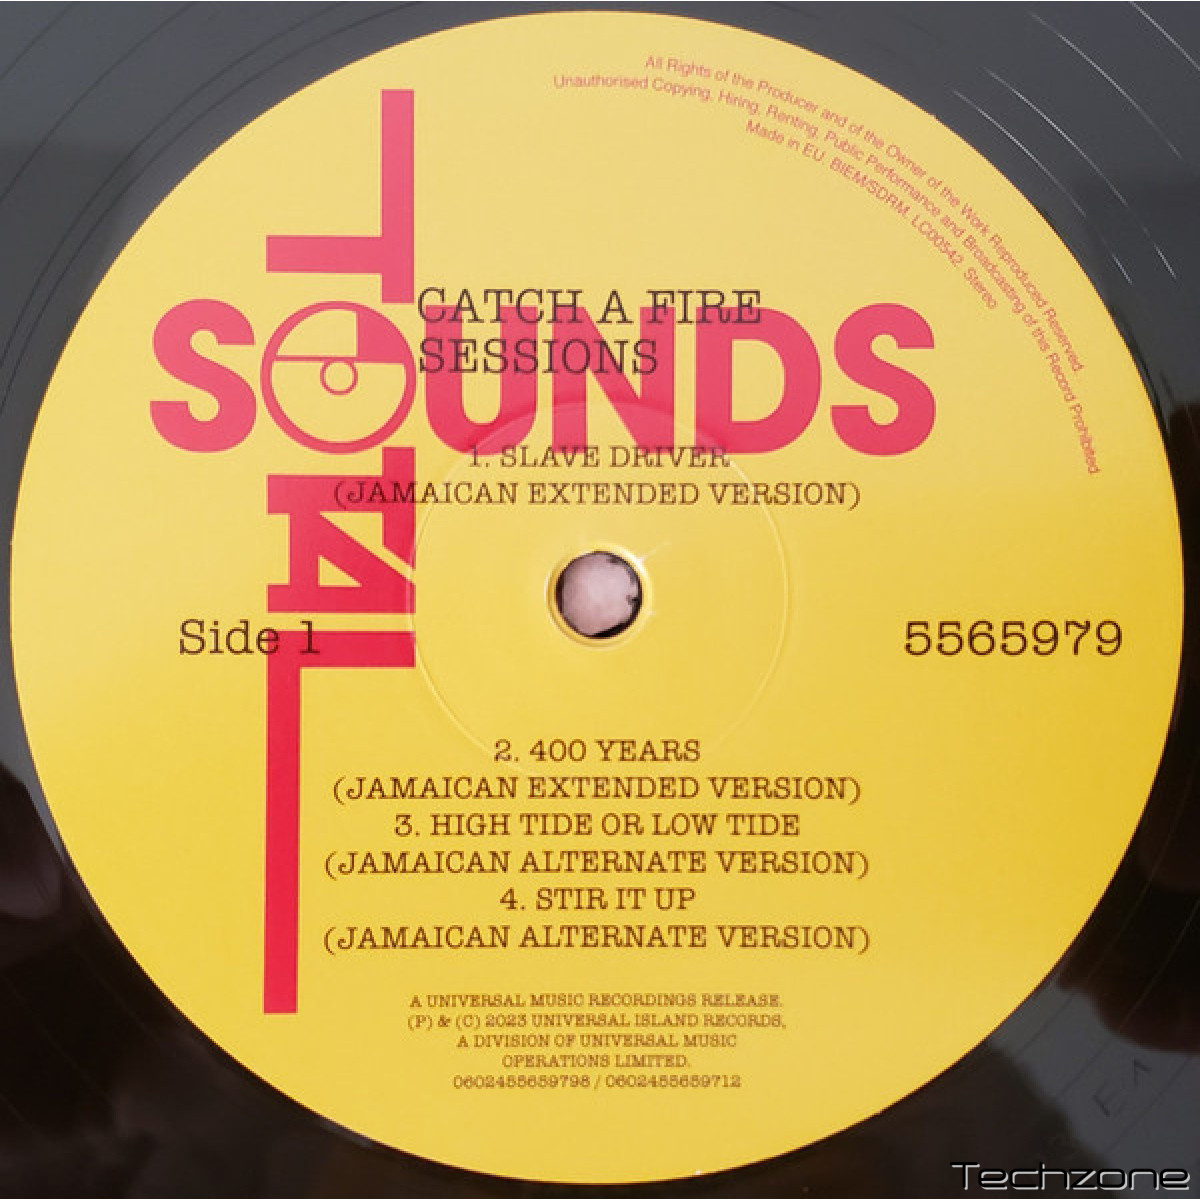 All Rights of the Producer and of the Owner of the Work Reproduced Reserved.
Unauthorised Copying, Hiring, Renting, Public Performance and Broadcasting of this Record Prohibited
Made in EU. BIEM/SDRM. LC00542. Stereo
TOTAL
SOUNDS
CATCH A FIRE
SESSIONS
1. SLAVE DRIVER
(JAMAICAN EXTENDED VERSION)
Side 1
5565979
2. 400 YEARS
(JAMAICAN EXTENDED VERSION)
3. HIGH TIDE OR LOW TIDE
(JAMAICAN ALTERNATE VERSION)
4. STIR IT UP
(JAMAICAN ALTERNATE VERSION)
A UNIVERSAL MUSIC RECORDINGS RELEASE.
(P) & (C) 2023 UNIVERSAL ISLAND RECORDS,
A DIVISION OF UNIVERSAL MUSIC
OPERATIONS LIMITED.
0602455659798 / 0602455659712
Techzone